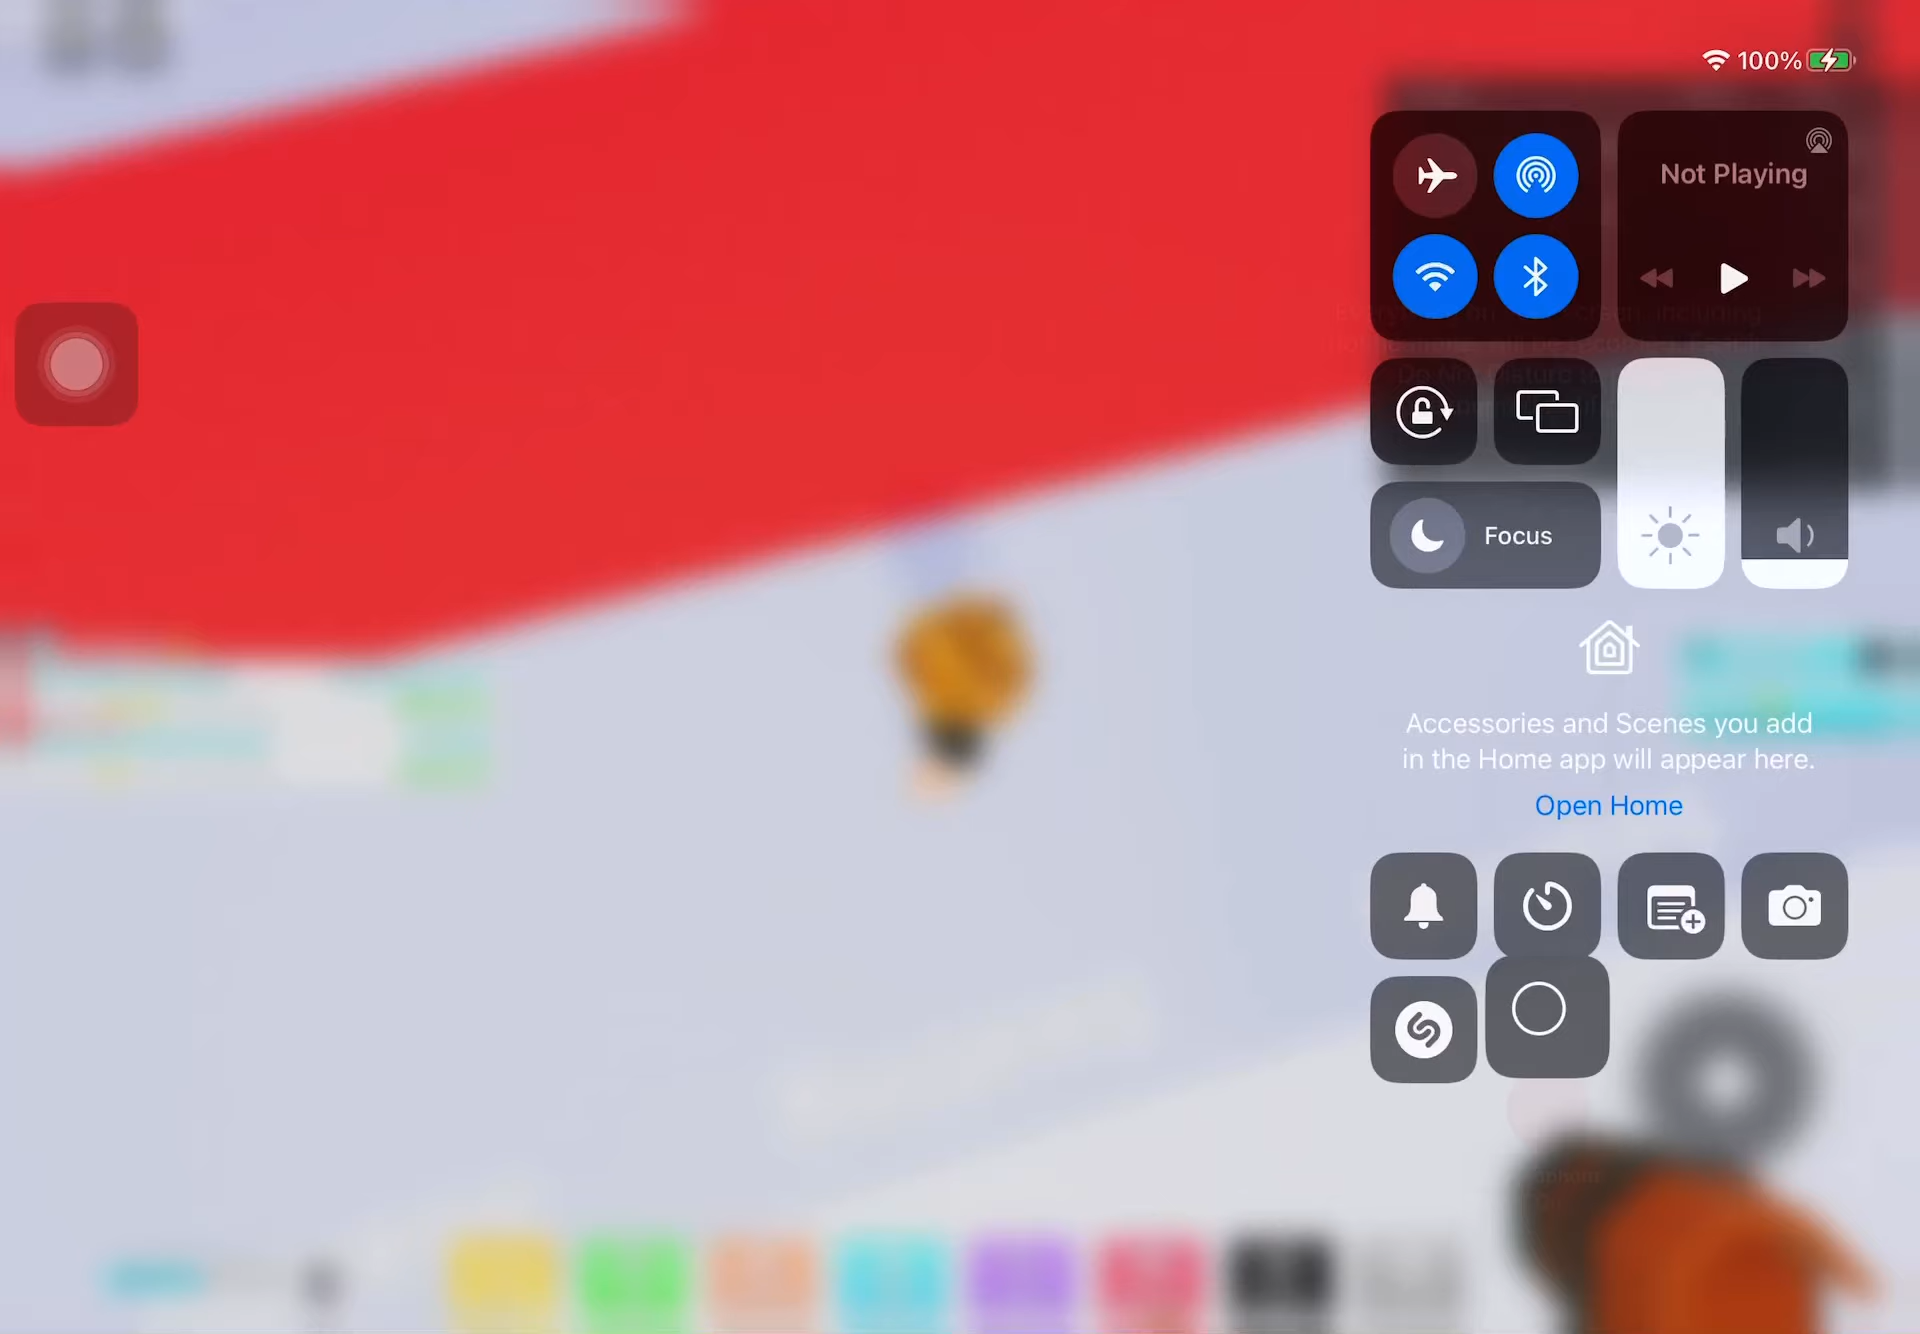 100%
Not Playing
Focus
Accessories and Scenes you add
in the Home app will appear here.
Open Home